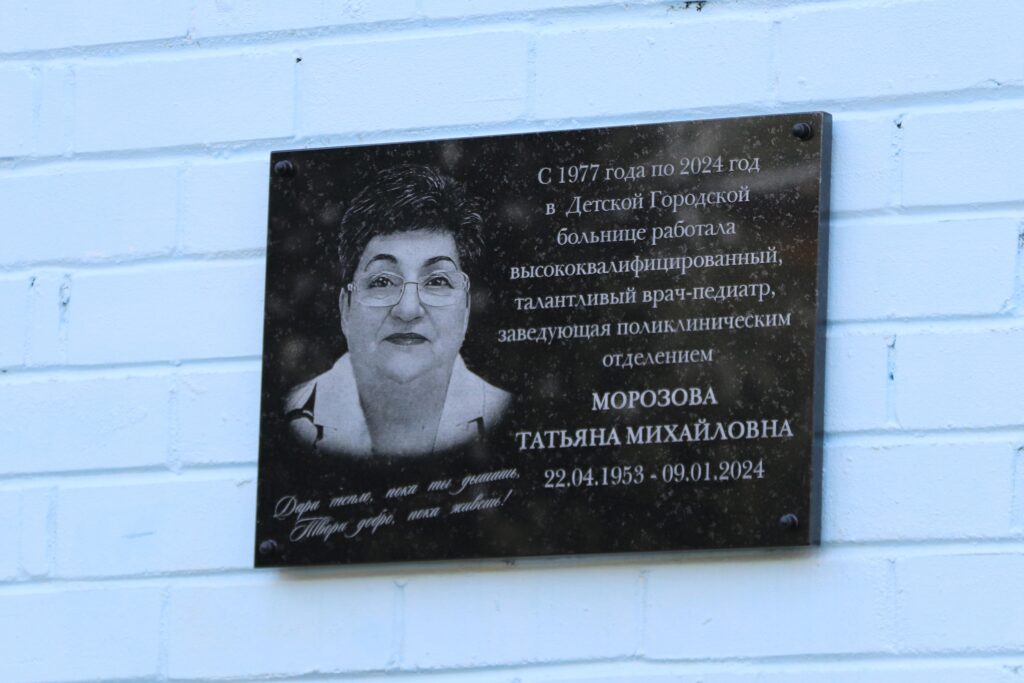 С 1977 года по 2024 год
в Детской Городской
больнице работала
высококвалифицированный,
талантливый врач-педиатр,
заведующая поликлиническим
отделением
МОРОЗОВА
ТАТЬЯНА МИХАЙЛОВНА
22.04.1953 - 09.01.2024
Дари тепло, пока ты дышишь,
Твори добро, пока живешь!